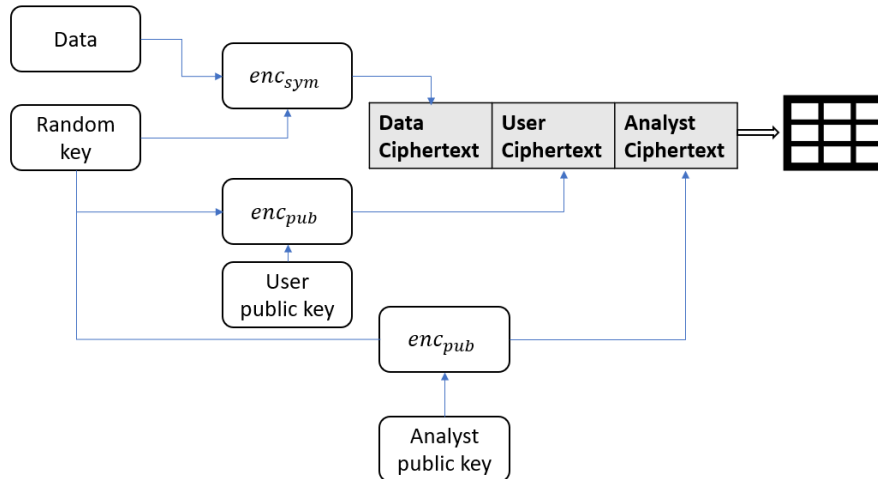 Data
enc_sym
Random
key
Data
Ciphertext
User
Ciphertext
Analyst
Ciphertext
enc_pub
User
public key
enc_pub
Analyst
public key